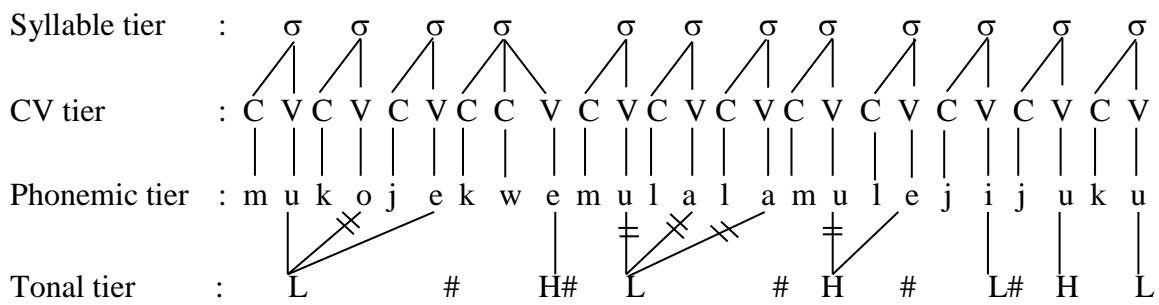 Syllable tier : σ σ σ σ σ σ σ σ σ σ σ σ
CV tier : C V C V C V C C V C V C V C V C V C V C V C V C V
Phonemic tier : m u k o j e k w e m u l a l a m u l e j i j u k u
Tonal tier : L # H# L # H # L# H L